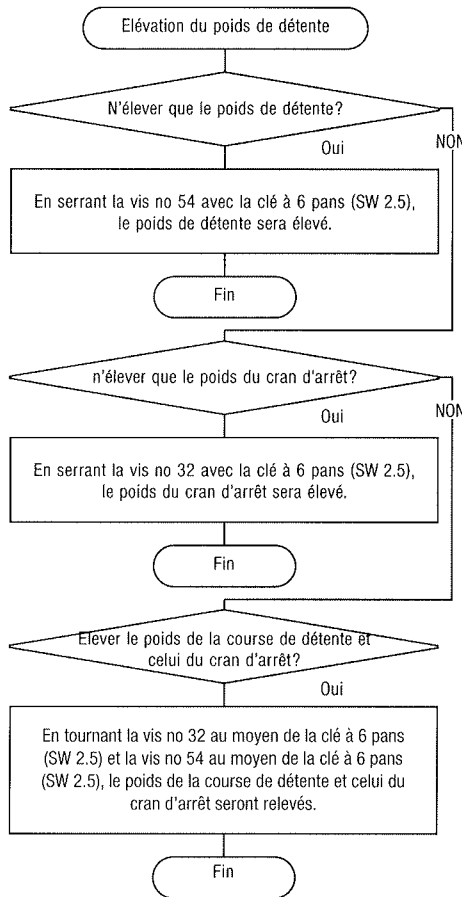 Elévation du poids de détente
N'élever que le poids de détente?
Oui
NON
En serrant la vis no 54 avec la clé à 6 pans (SW 2.5),
le poids de détente sera élevé.
Fin
n'élever que le poids du cran d'arrêt?
Oui
NON
En serrant la vis no 32 avec la clé à 6 pans (SW 2.5),
le poids du cran d'arrêt sera élevé.
Fin
Elever le poids de la course de détente et
celui du cran d'arrêt?
Oui
En tournant la vis no 32 au moyen de la clé à 6 pans
(SW 2.5) et la vis no 54 au moyen de la clé à 6 pans
(SW 2.5), le poids de la course de détente et celui du
cran d'arrêt seront relevés.
Fin